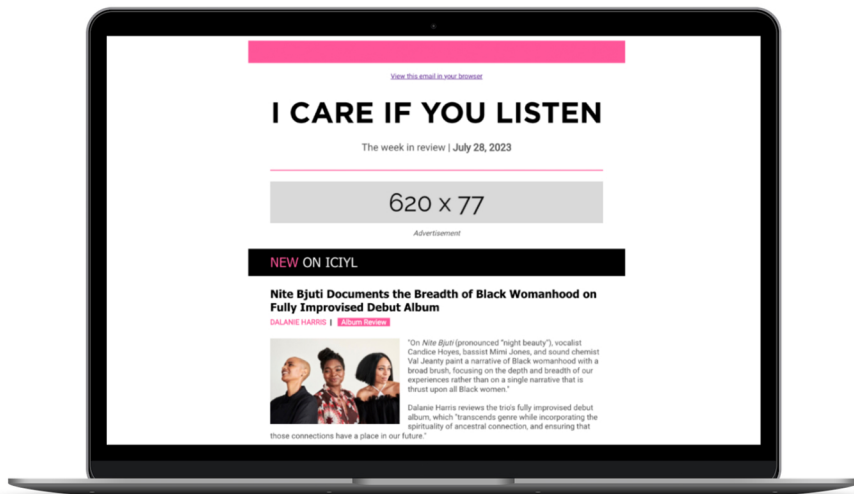 View this email in your browser
I CARE IF YOU LISTEN
The week in review | July 28, 2023
620 x 77
Advertisement
NEW ON ICIYL
Nite Bjuti Documents the Breadth of Black Womanhood on
Fully Improvised Debut Album
DALANIE HARRIS | Album Review
"On Nite Bjuti (pronounced "night beauty"), vocalist
Candice Hoyes, bassist Mimi Jones, and sound chemist
Val Jeanty paint a narrative of Black womanhood with a
broad brush, focusing on the depth and breadth of our
experiences rather than on a single narrative that is
thrust upon all Black women."
Dalanie Harris reviews the trio's fully improvised debut
album, which "transcends genre while incorporating the
spirituality of ancestral connection, and ensuring that
those connections have a place in our future."